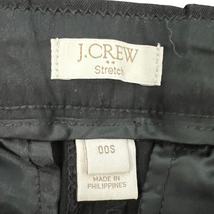 J.CREW
Stretch
00S
MADE IN
PHILIPPINES